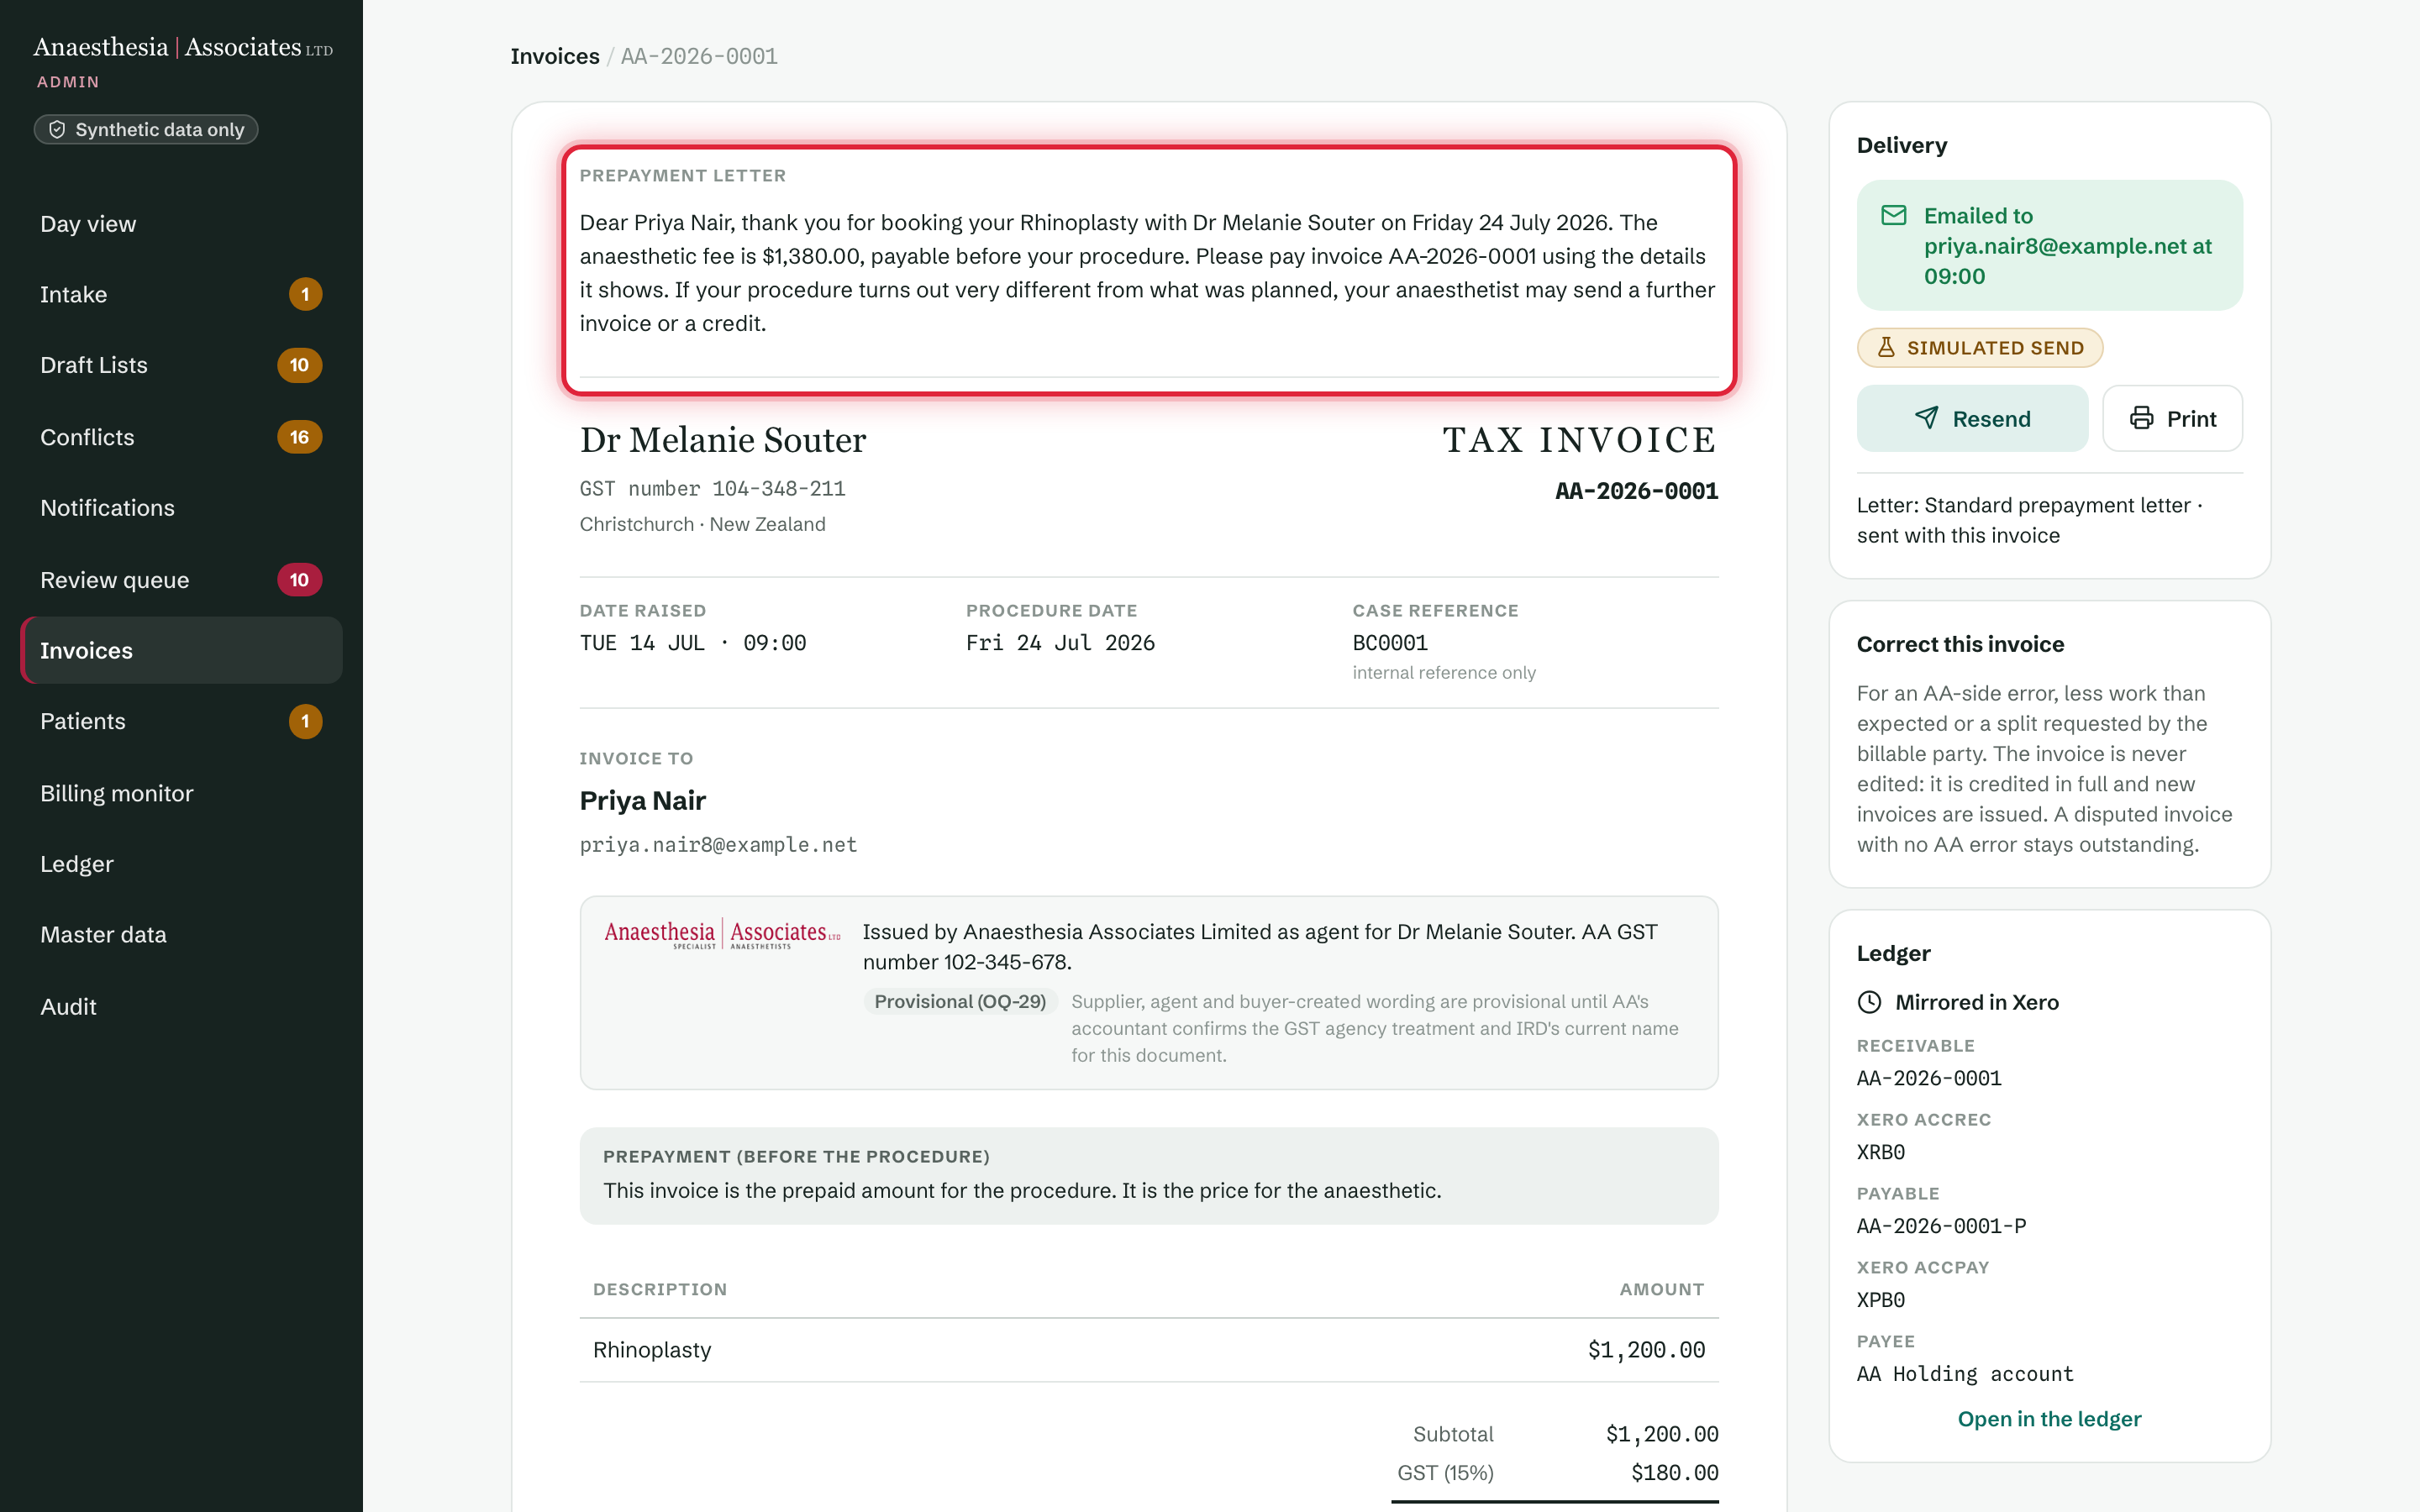 Anaesthesia | Associates LTD
ADMIN
Synthetic data only
Day view
Intake 1
Draft Lists 10
Conflicts 16
Notifications
Review queue 10
Invoices
Patients 1
Billing monitor
Ledger
Master data
Audit
Invoices / AA-2026-0001
PREPAYMENT LETTER
Dear Priya Nair, thank you for booking your Rhinoplasty with Dr Melanie Souter on Friday 24 July 2026. The
anaesthetic fee is $1,380.00, payable before your procedure. Please pay invoice AA-2026-0001 using the details
it shows. If your procedure turns out very different from what was planned, your anaesthetist may send a further
invoice or a credit.
Dr Melanie Souter
GST number 104-348-211
Christchurch · New Zealand
TAX INVOICE
AA-2026-0001
DATE RAISED
TUE 14 JUL · 09:00
PROCEDURE DATE
Fri 24 Jul 2026
CASE REFERENCE
BC0001
internal reference only
INVOICE TO
Priya Nair
priya.nair8@example.net
Anaesthesia | Associates LTD
SPECIALIST ANAESTHETISTS
Issued by Anaesthesia Associates Limited as agent for Dr Melanie Souter. AA GST
number 102-345-678.
Provisional (OQ-29)
Supplier, agent and buyer-created wording are provisional until AA's
accountant confirms the GST agency treatment and IRD's current name
for this document.
PREPAYMENT (BEFORE THE PROCEDURE)
This invoice is the prepaid amount for the procedure. It is the price for the anaesthetic.
DESCRIPTION AMOUNT
Rhinoplasty $1,200.00
Subtotal $1,200.00
GST (15%) $180.00
Delivery
Emailed to
priya.nair8@example.net at
09:00
SIMULATED SEND
Resend
Print
Letter: Standard prepayment letter ·
sent with this invoice
Correct this invoice
For an AA-side error, less work than
expected or a split requested by the
billable party. The invoice is never
edited: it is credited in full and new
invoices are issued. A disputed invoice
with no AA error stays outstanding.
Ledger
Mirrored in Xero
RECEIVABLE
AA-2026-0001
XERO ACCREC
XRB0
PAYABLE
AA-2026-0001-P
XERO ACCPAY
XPB0
PAYEE
AA Holding account
Open in the ledger